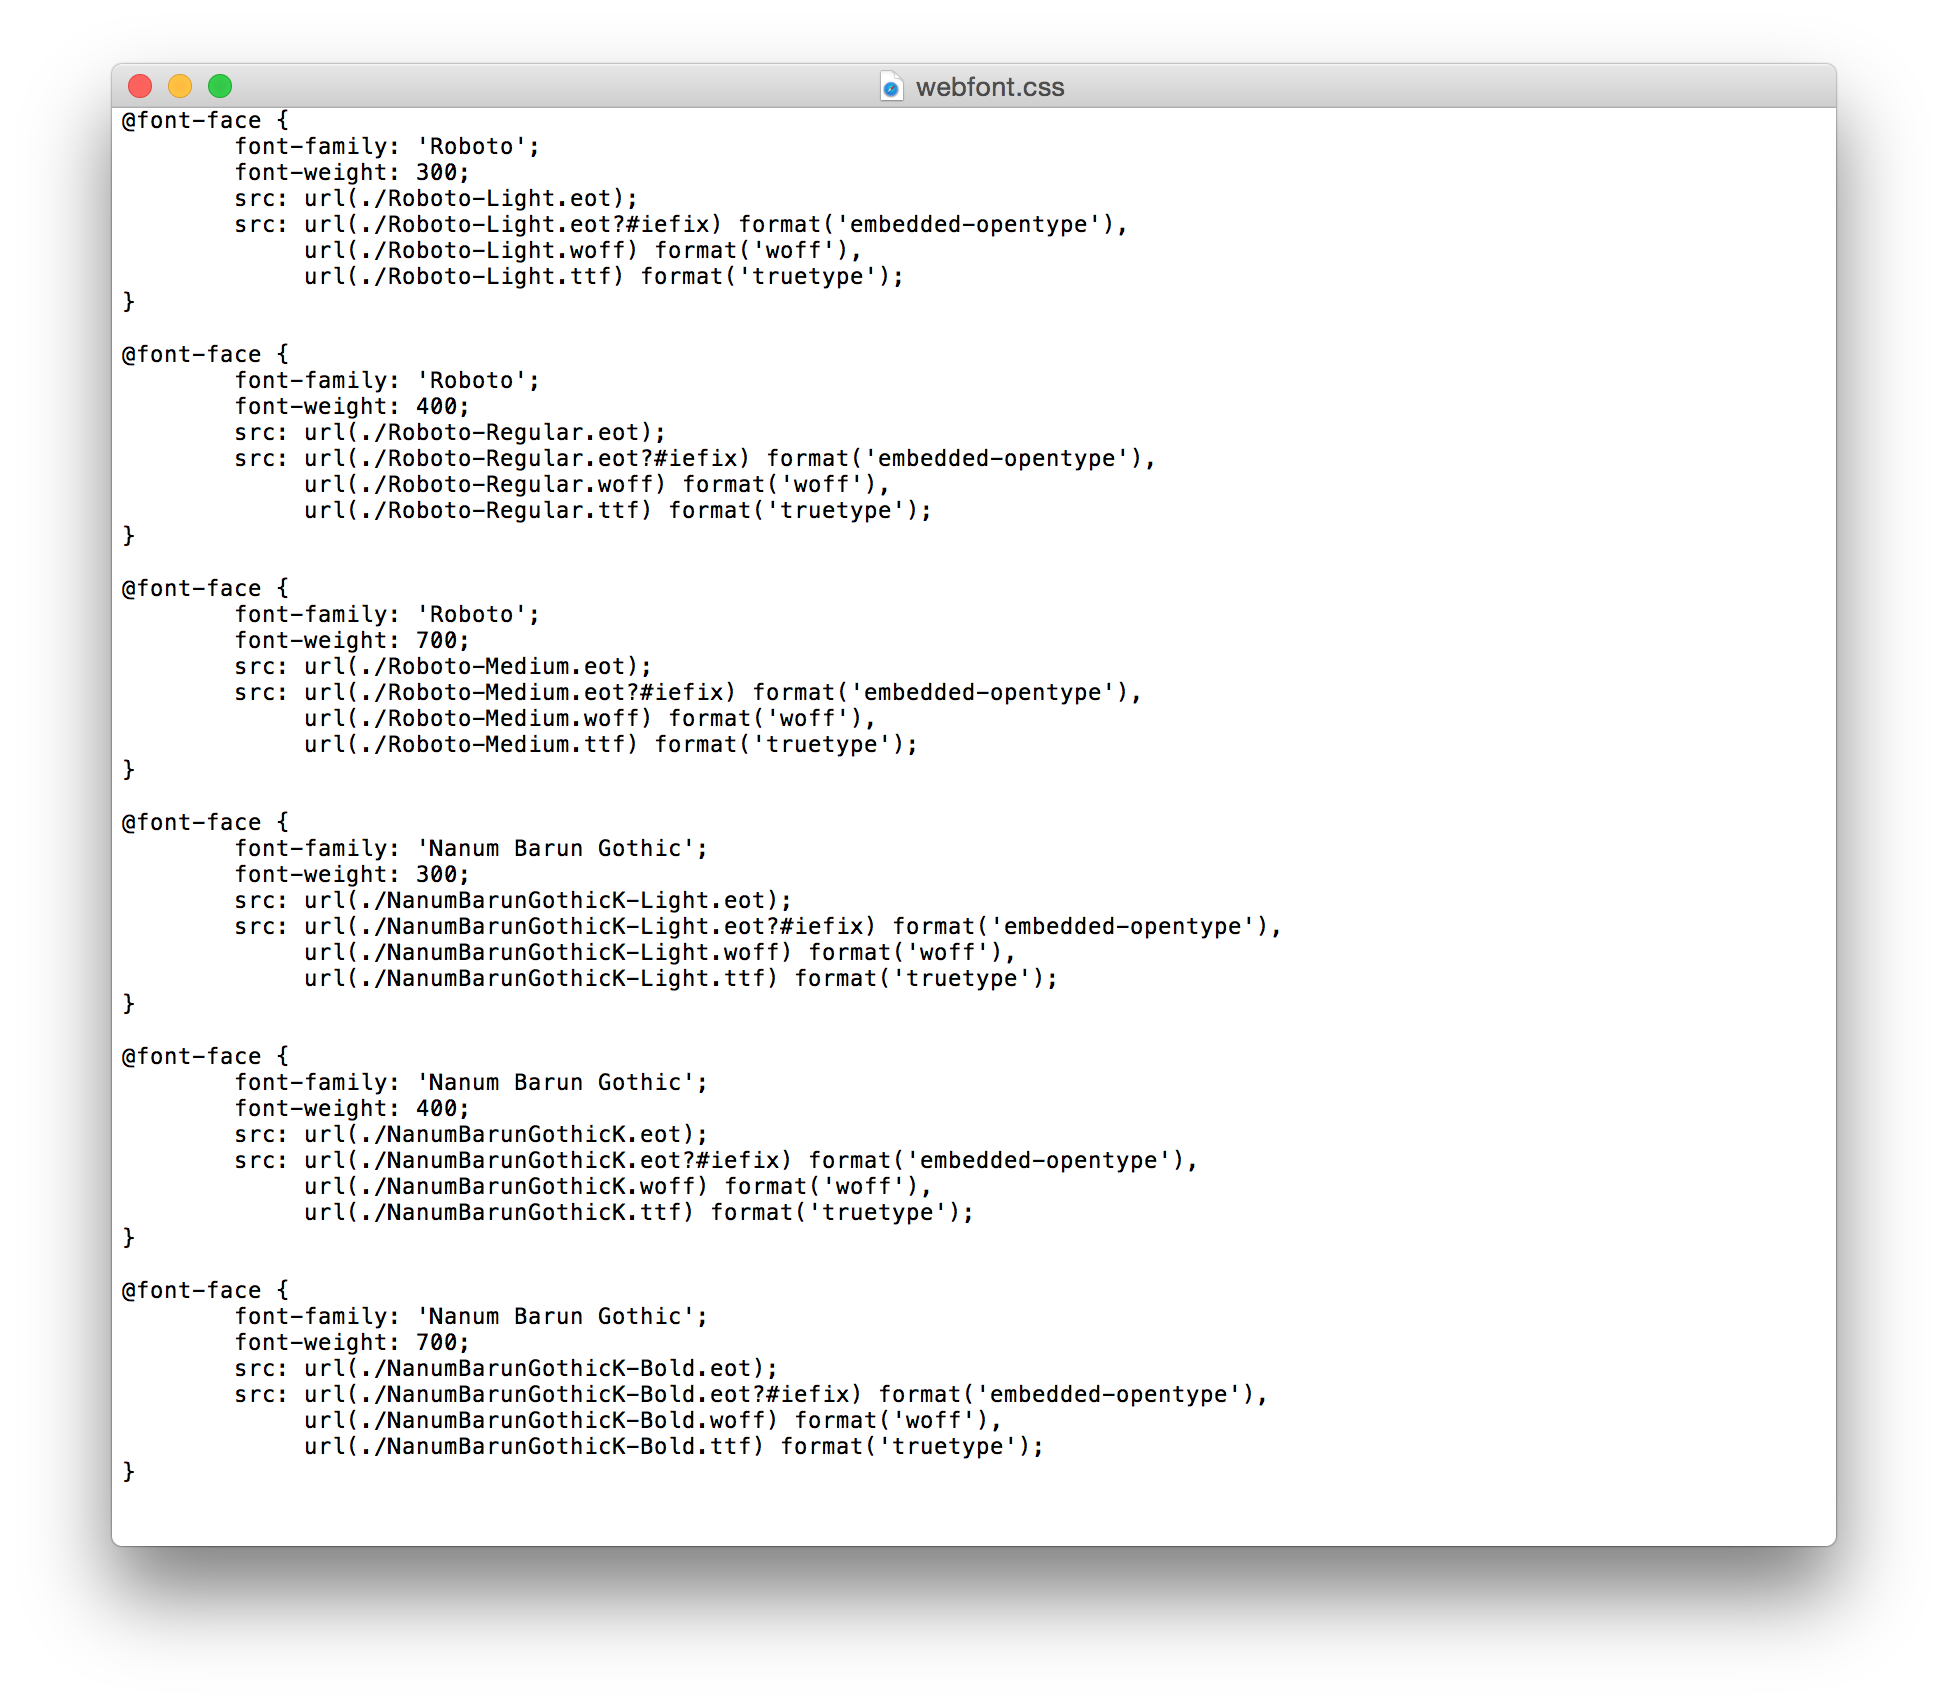 webfont.css
@font-face {
        font-family: 'Roboto';
        font-weight: 300;
        src: url(./Roboto-Light.eot);
        src: url(./Roboto-Light.eot?#iefix) format('embedded-opentype'),
             url(./Roboto-Light.woff) format('woff'),
             url(./Roboto-Light.ttf) format('truetype');
}

@font-face {
        font-family: 'Roboto';
        font-weight: 400;
        src: url(./Roboto-Regular.eot);
        src: url(./Roboto-Regular.eot?#iefix) format('embedded-opentype'),
             url(./Roboto-Regular.woff) format('woff'),
             url(./Roboto-Regular.ttf) format('truetype');
}

@font-face {
        font-family: 'Roboto';
        font-weight: 700;
        src: url(./Roboto-Medium.eot);
        src: url(./Roboto-Medium.eot?#iefix) format('embedded-opentype'),
             url(./Roboto-Medium.woff) format('woff'),
             url(./Roboto-Medium.ttf) format('truetype');
}

@font-face {
        font-family: 'Nanum Barun Gothic';
        font-weight: 300;
        src: url(./NanumBarunGothicK-Light.eot);
        src: url(./NanumBarunGothicK-Light.eot?#iefix) format('embedded-opentype'),
             url(./NanumBarunGothicK-Light.woff) format('woff'),
             url(./NanumBarunGothicK-Light.ttf) format('truetype');
}

@font-face {
        font-family: 'Nanum Barun Gothic';
        font-weight: 400;
        src: url(./NanumBarunGothicK.eot);
        src: url(./NanumBarunGothicK.eot?#iefix) format('embedded-opentype'),
             url(./NanumBarunGothicK.woff) format('woff'),
             url(./NanumBarunGothicK.ttf) format('truetype');
}

@font-face {
        font-family: 'Nanum Barun Gothic';
        font-weight: 700;
        src: url(./NanumBarunGothicK-Bold.eot);
        src: url(./NanumBarunGothicK-Bold.eot?#iefix) format('embedded-opentype'),
             url(./NanumBarunGothicK-Bold.woff) format('woff'),
             url(./NanumBarunGothicK-Bold.ttf) format('truetype');
}